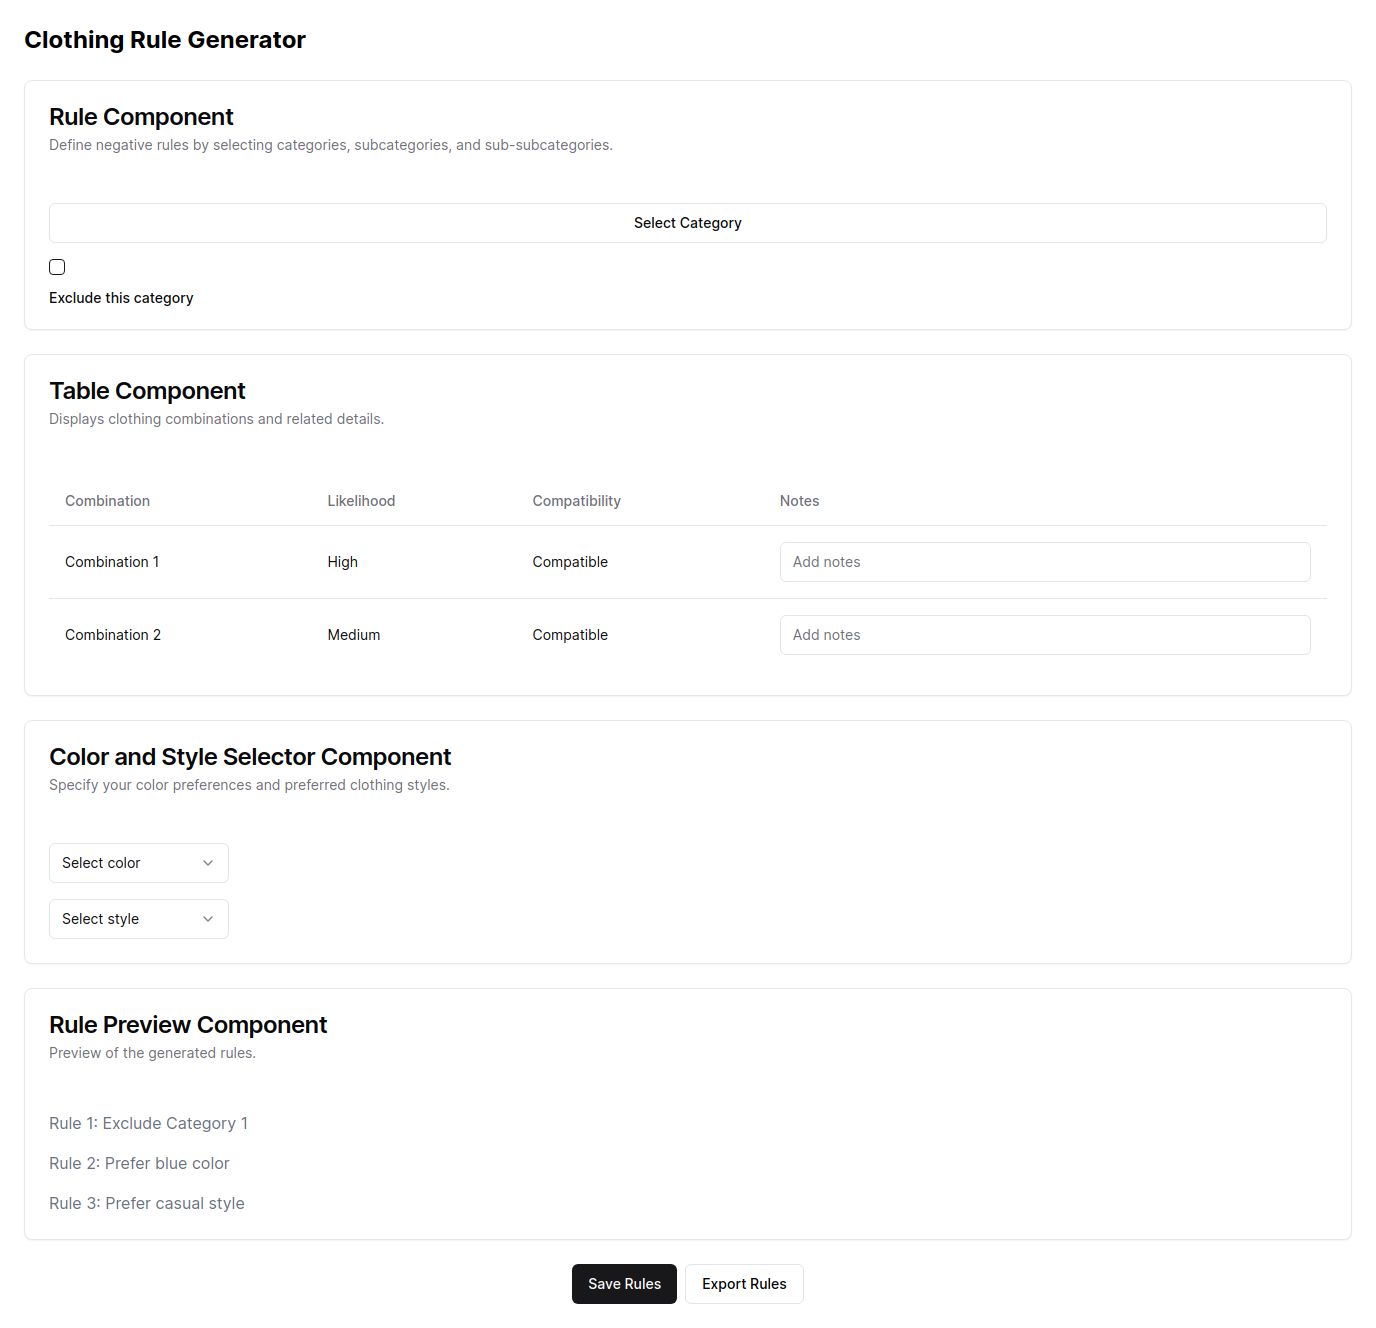 Clothing Rule Generator
Rule Component
Define negative rules by selecting categories, subcategories, and sub-subcategories.
Select Category
Exclude this category
Table Component
Displays clothing combinations and related details.
Combination Likelihood Compatibility Notes
Combination 1 High Compatible Add notes
Combination 2 Medium Compatible Add notes
Color and Style Selector Component
Specify your color preferences and preferred clothing styles.
Select color
Select style
Rule Preview Component
Preview of the generated rules.
Rule 1: Exclude Category 1
Rule 2: Prefer blue color
Rule 3: Prefer casual style
Save Rules Export Rules